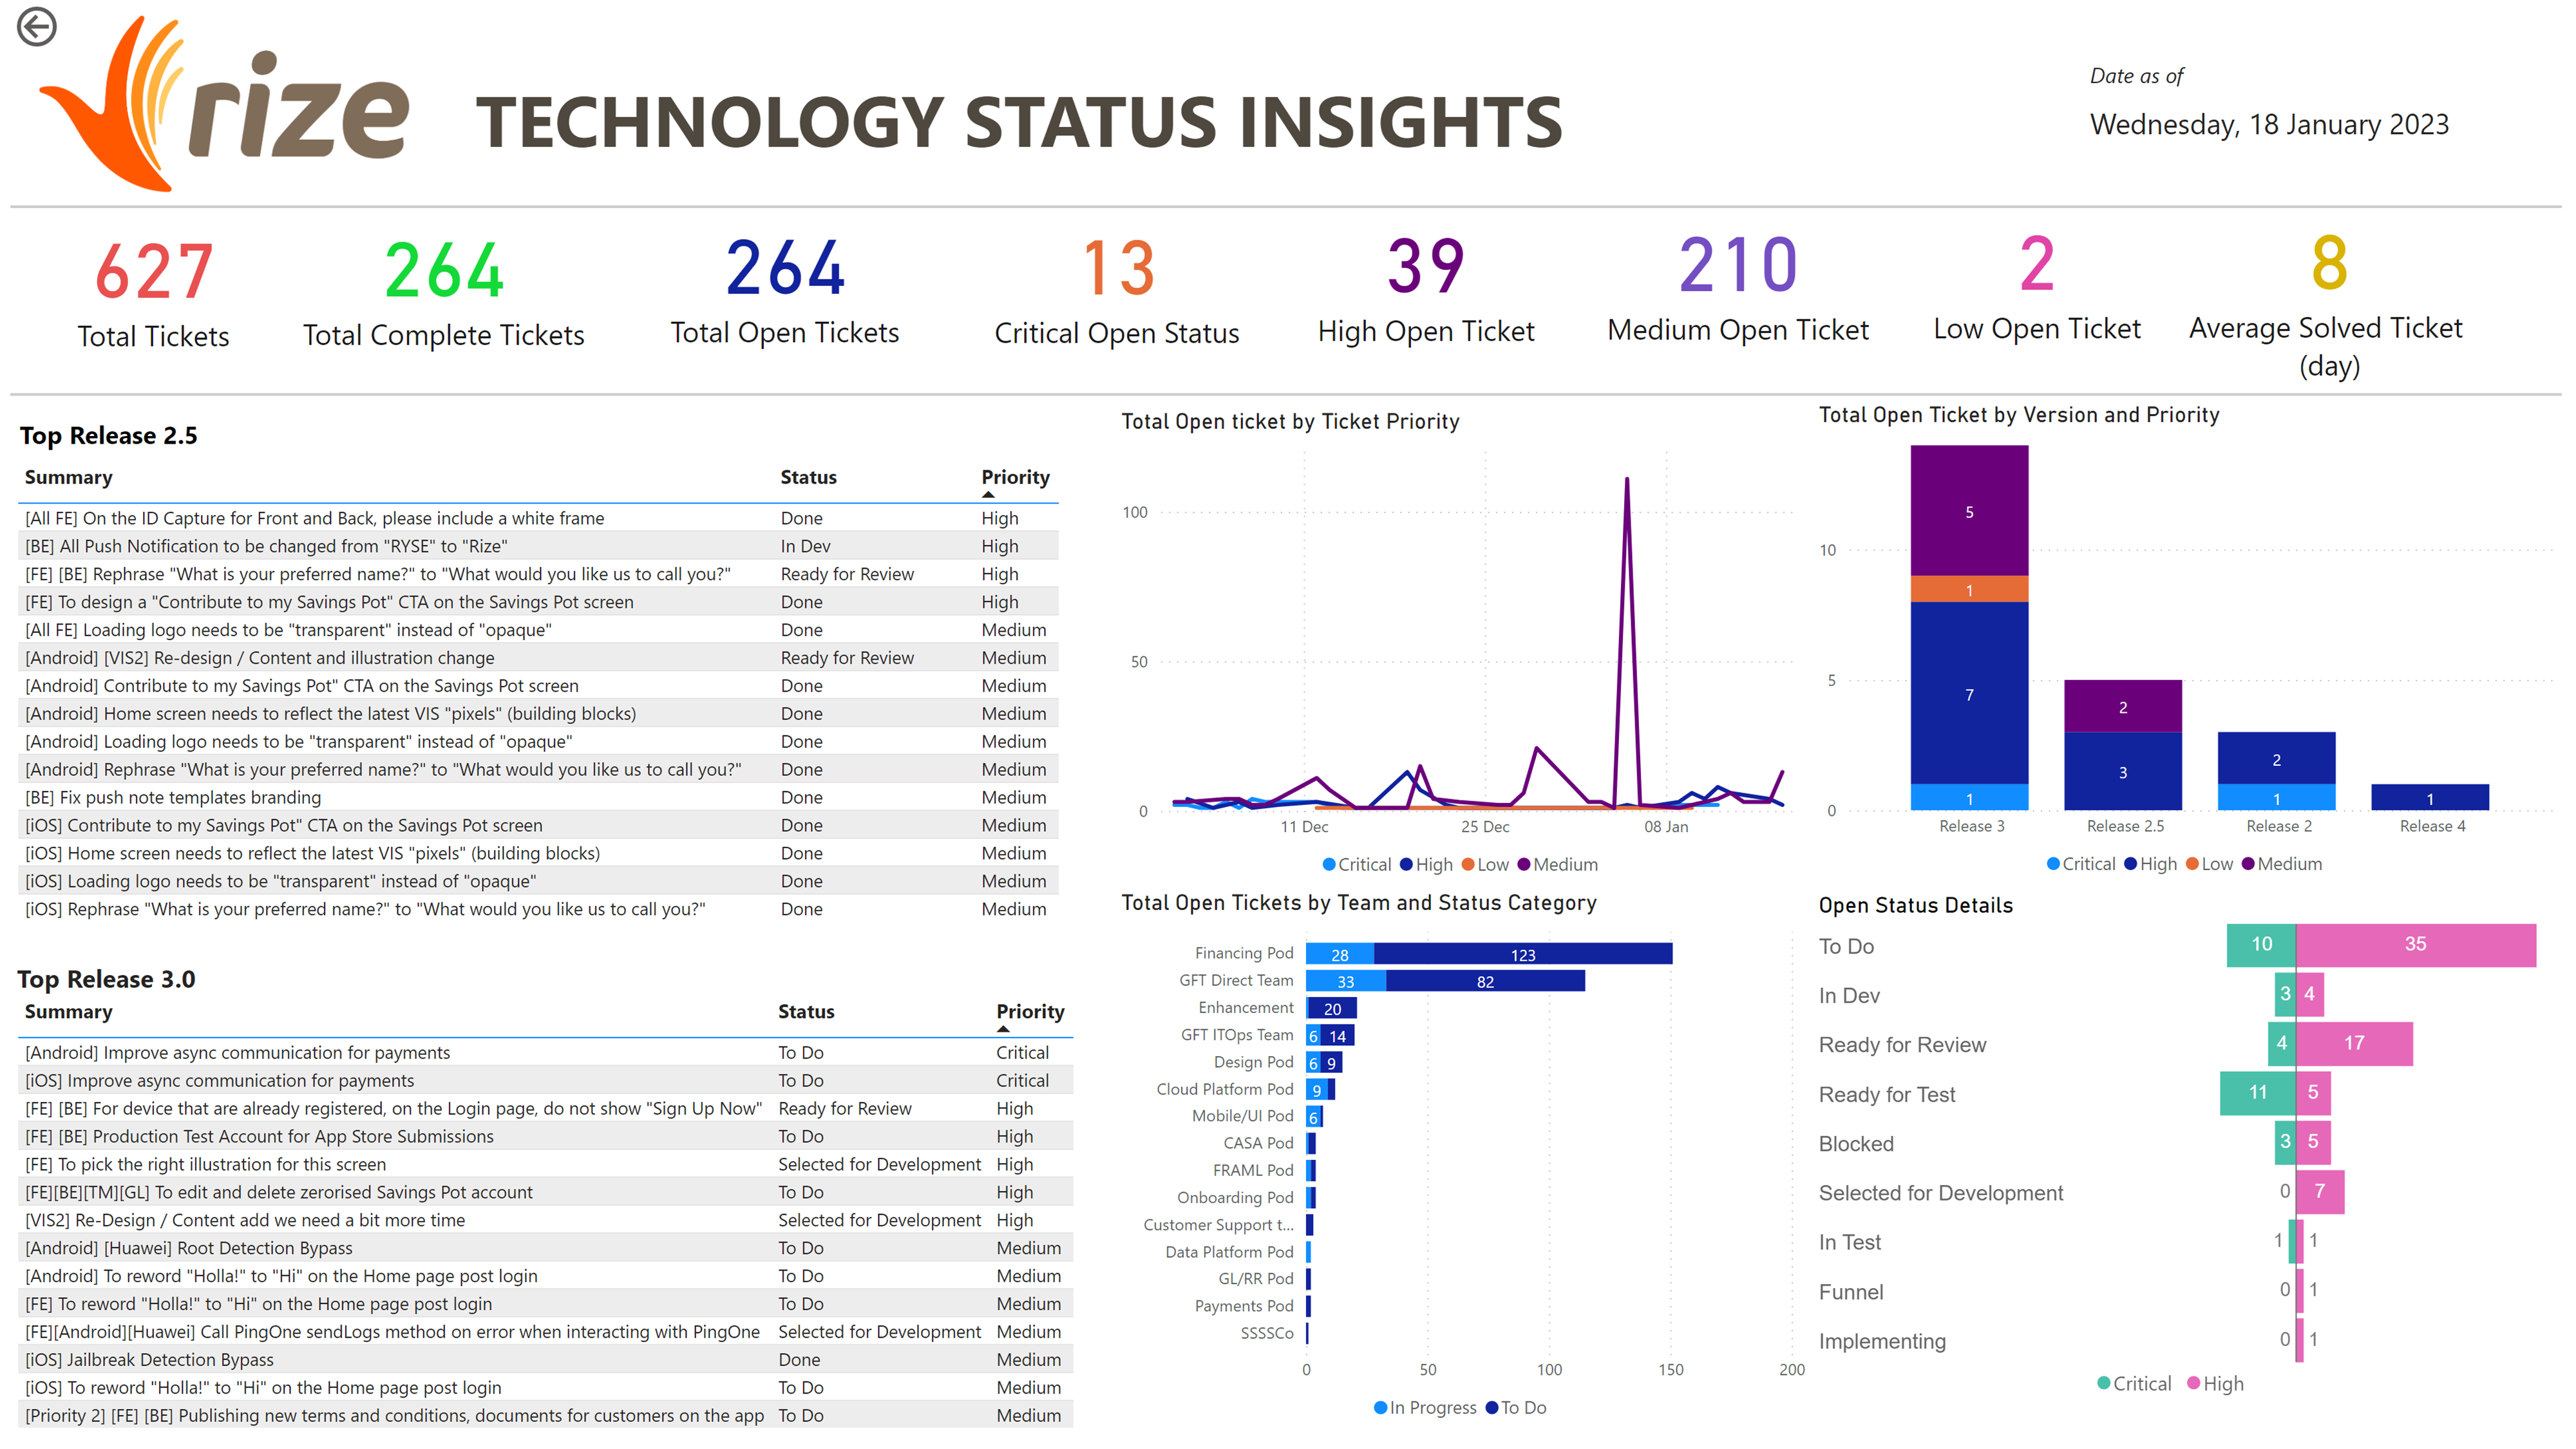 rize
TECHNOLOGY STATUS INSIGHTS
Date as of
Wednesday, 18 January 2023
627
Total Tickets
264
Total Complete Tickets
264
Total Open Tickets
13
Critical Open Status
39
High Open Ticket
210
Medium Open Ticket
2
Low Open Ticket
8
Average Solved Ticket
(day)
Top Release 2.5
Summary Status Priority
[All FE] On the ID Capture for Front and Back, please include a white frame Done High
[BE] All Push Notification to be changed from "RYSE" to "Rize" In Dev High
[FE] [BE] Rephrase "What is your preferred name?" to "What would you like us to call you?" Ready for Review High
[FE] To design a "Contribute to my Savings Pot" CTA on the Savings Pot screen Done High
[All FE] Loading logo needs to be "transparent" instead of "opaque" Done Medium
[Android] [VIS2] Re-design / Content and illustration change Ready for Review Medium
[Android] Contribute to my Savings Pot" CTA on the Savings Pot screen Done Medium
[Android] Home screen needs to reflect the latest VIS "pixels" (building blocks) Done Medium
[Android] Loading logo needs to be "transparent" instead of "opaque" Done Medium
[Android] Rephrase "What is your preferred name?" to "What would you like us to call you?" Done Medium
[BE] Fix push note templates branding Done Medium
[iOS] Contribute to my Savings Pot" CTA on the Savings Pot screen Done Medium
[iOS] Home screen needs to reflect the latest VIS "pixels" (building blocks) Done Medium
[iOS] Loading logo needs to be "transparent" instead of "opaque" Done Medium
[iOS] Rephrase "What is your preferred name?" to "What would you like us to call you?" Done Medium
Top Release 3.0
Summary Status Priority
[Android] Improve async communication for payments To Do Critical
[iOS] Improve async communication for payments To Do Critical
[FE] [BE] For device that are already registered, on the Login page, do not show "Sign Up Now" Ready for Review High
[FE] [BE] Production Test Account for App Store Submissions To Do High
[FE] To pick the right illustration for this screen Selected for Development High
[FE][BE][TM][GL] To edit and delete zerorised Savings Pot account To Do High
[VIS2] Re-Design / Content add we need a bit more time Selected for Development High
[Android] [Huawei] Root Detection Bypass To Do Medium
[Android] To reword "Holla!" to "Hi" on the Home page post login To Do Medium
[FE] To reword "Holla!" to "Hi" on the Home page post login To Do Medium
[FE][Android][Huawei] Call PingOne sendLogs method on error when interacting with PingOne Selected for Development Medium
[iOS] Jailbreak Detection Bypass Done Medium
[iOS] To reword "Holla!" to "Hi" on the Home page post login To Do Medium
[Priority 2] [FE] [BE] Publishing new terms and conditions, documents for customers on the app To Do Medium
Total Open ticket by Ticket Priority
100
50
0
11 Dec 25 Dec 08 Jan
Critical High Low Medium
Total Open Ticket by Version and Priority
10
5
0
5
1
7
1
2
3
2
1
1
Release 3 Release 2.5 Release 2 Release 4
Critical High Low Medium
Total Open Tickets by Team and Status Category
Financing Pod 28 123
GFT Direct Team 33 82
Enhancement 20
GFT ITOps Team 6 14
Design Pod 6 9
Cloud Platform Pod 9
Mobile/UI Pod 6
CASA Pod
FRAML Pod
Onboarding Pod
Customer Support t...
Data Platform Pod
GL/RR Pod
Payments Pod
SSSSCo
0 50 100 150 200
In Progress To Do
Open Status Details
To Do 10 35
In Dev 3 4
Ready for Review 4 17
Ready for Test 11 5
Blocked 3 5
Selected for Development 0 7
In Test 1 1
Funnel 0 1
Implementing 0 1
Critical High